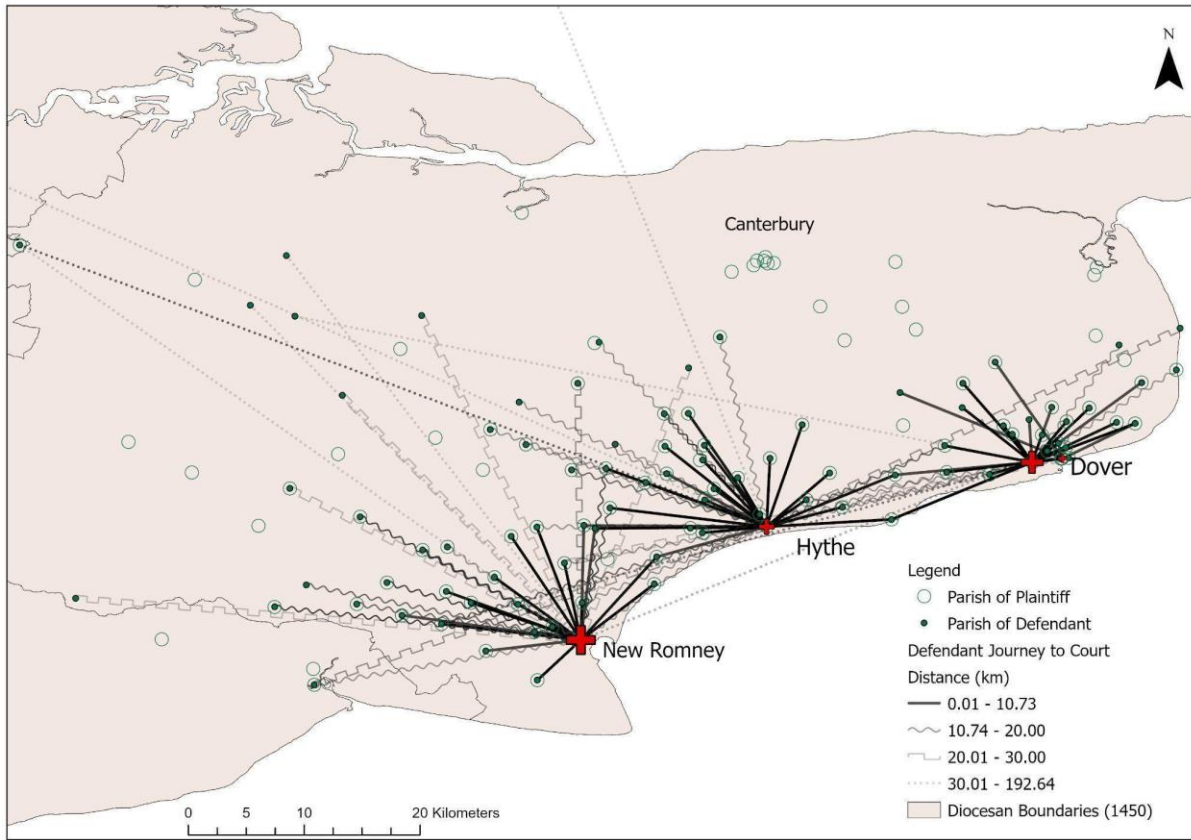 N
Canterbury
Dover
Hythe
New Romney
Legend
Parish of Plaintiff
Parish of Defendant
Defendant Journey to Court
Distance (km)
0.01 - 10.73
10.74 - 20.00
20.01 - 30.00
30.01 - 192.64
Diocesan Boundaries (1450)
0 5 10 20 Kilometers